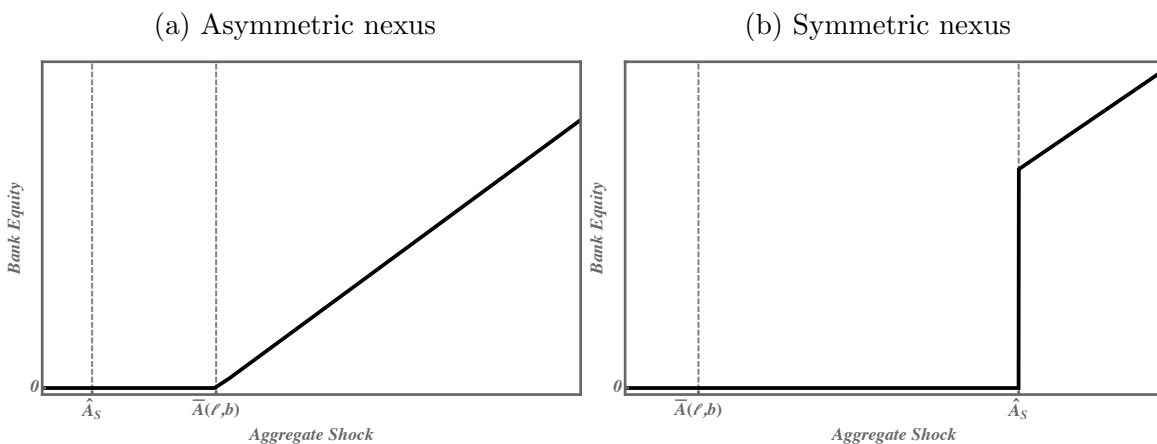 (a) Asymmetric nexus
Bank Equity
0
Â_S
A̅(ℓ,b)
Aggregate Shock
(b) Symmetric nexus
Bank Equity
0
A̅(ℓ,b)
Â_S
Aggregate Shock